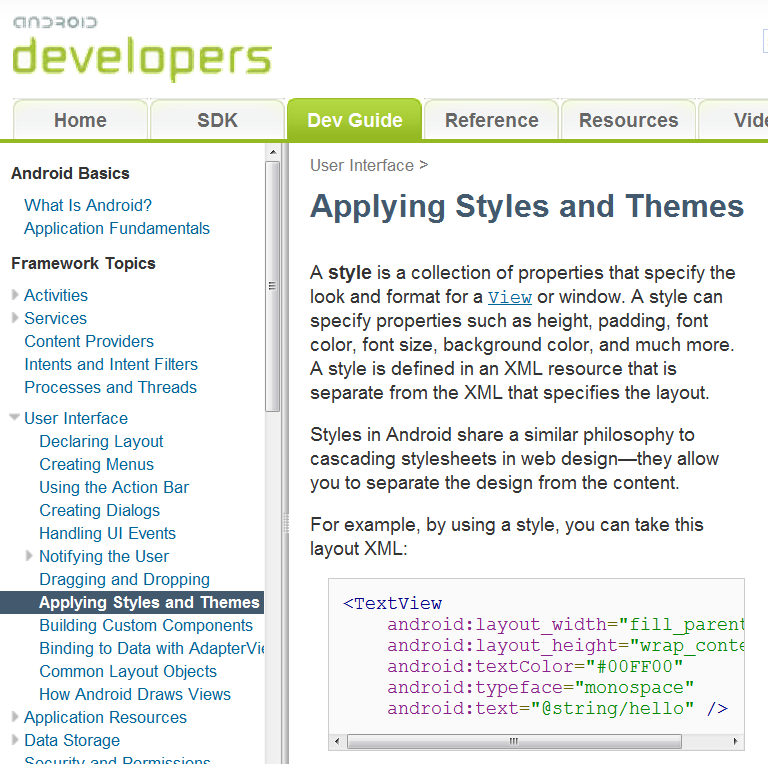 android
developers
Home SDK Dev Guide Reference Resources
Android Basics
What Is Android?
Application Fundamentals
Framework Topics
Activities
Services
Content Providers
Intents and Intent Filters
Processes and Threads
User Interface
Declaring Layout
Creating Menus
Using the Action Bar
Creating Dialogs
Handling UI Events
Notifying the User
Dragging and Dropping
Applying Styles and Themes
Building Custom Components
Binding to Data with AdapterVie
Common Layout Objects
How Android Draws Views
Application Resources
Data Storage
Security and Permissions
User Interface >
Applying Styles and Themes
A style is a collection of properties that specify the
look and format for a View or window. A style can
specify properties such as height, padding, font
color, font size, background color, and much more.
A style is defined in an XML resource that is
separate from the XML that specifies the layout.
Styles in Android share a similar philosophy to
cascading stylesheets in web design—they allow
you to separate the design from the content.
For example, by using a style, you can take this
layout XML:
<TextView
android:layout_width="fill_parent
android:layout_height="wrap_conte
android:textColor="#00FF00"
android:typeface="monospace"
android:text="@string/hello" />